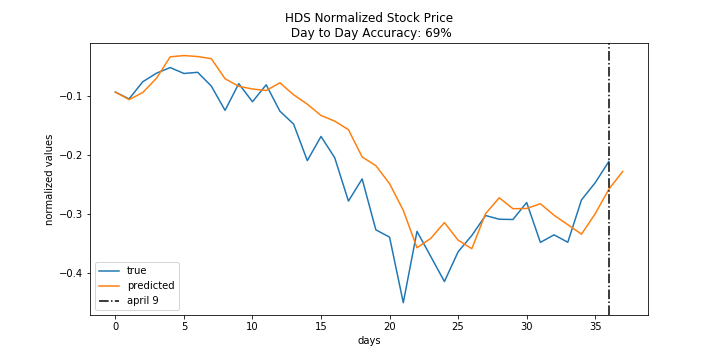 HDS Normalized Stock Price
Day to Day Accuracy: 69%
normalized values
−0.1
−0.2
−0.3
−0.4
true
predicted
april 9
0 5 10 15 20 25 30 35
days